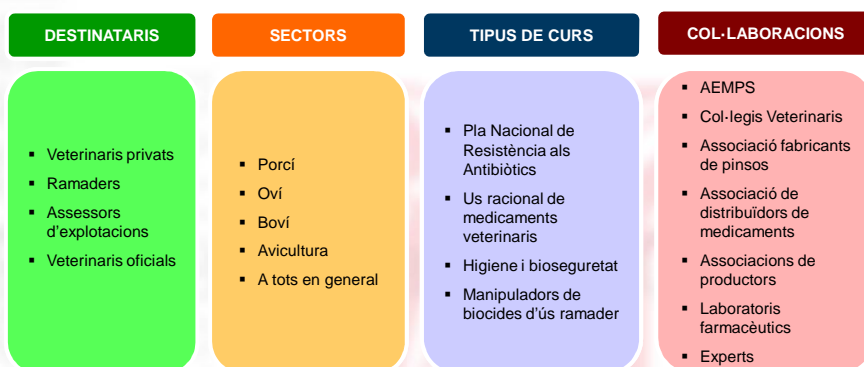 DESTINATARIS
SECTORS
TIPUS DE CURS
COL·LABORACIONS
▪ Veterinaris privats
▪ Ramaders
▪ Assessors
d'explotacions
▪ Veterinaris oficials
▪ Porcí
▪ Oví
▪ Boví
▪ Avicultura
▪ A tots en general
▪ Pla Nacional de
Resistència als
Antibiòtics
▪ Us racional de
medicaments
veterinaris
▪ Higiene i bioseguretat
▪ Manipuladors de
biocides d'ús ramader
▪ AEMPS
▪ Col·legis Veterinaris
▪ Associació fabricants
de pinsos
▪ Associació de
distribuïdors de
medicaments
▪ Associacions de
productors
▪ Laboratoris
farmacèutics
▪ Experts